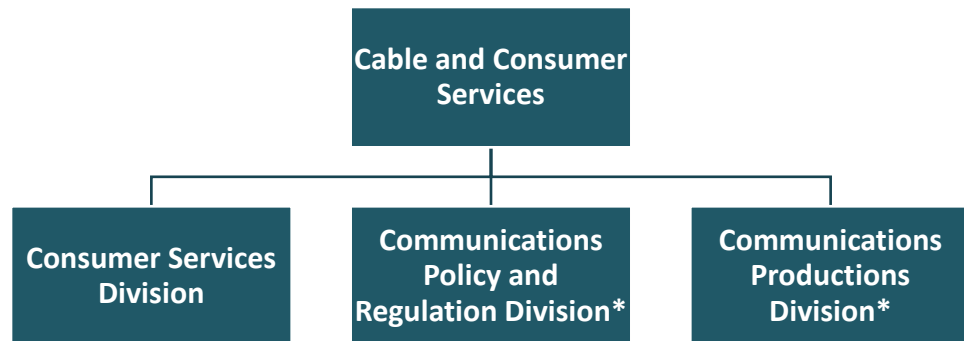 Cable and Consumer
Services
Consumer Services
Division
Communications
Policy and
Regulation Division*
Communications
Productions
Division*